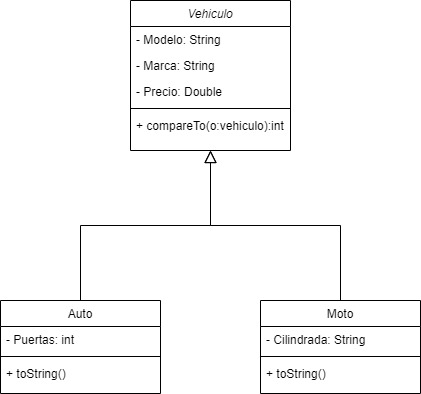 Vehiculo
- Modelo: String
- Marca: String
- Precio: Double
+ compareTo(o:vehiculo):int
Auto
- Puertas: int
+ toString()
Moto
- Cilindrada: String
+ toString()